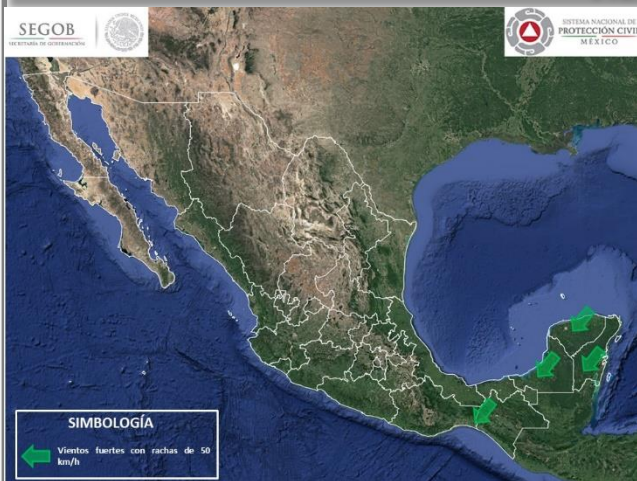 SEGOB
SECRETARÍA DE GOBERNACIÓN
SISTEMA NACIONAL DE
PROTECCIÓN CIVIL
MÉXICO
SIMBOLOGÍA
Vientos fuertes con rachas de 50
km/h